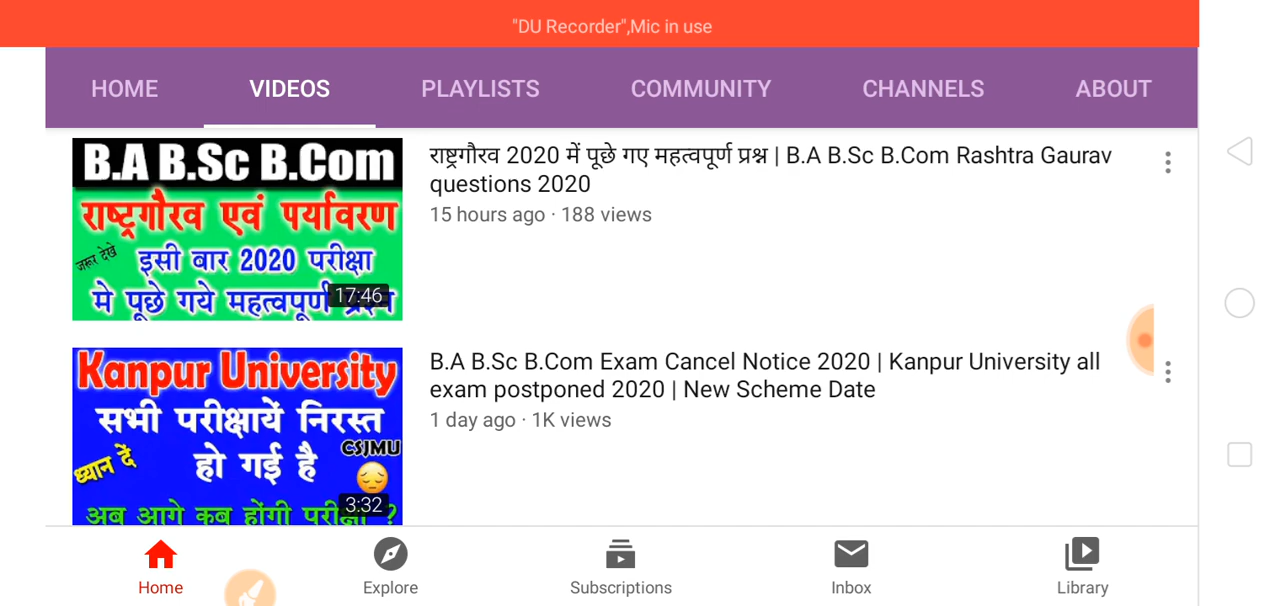 "DU Recorder",Mic in use
HOME VIDEOS PLAYLISTS COMMUNITY CHANNELS ABOUT
B.A B.Sc B.Com
राष्ट्रगौरव एवं पर्यावरण
जरूर देखे
इसी बार 2020 परीक्षा
मे पूछे गये महत्वपूर्ण प्रश्न
17:46
राष्ट्रगौरव 2020 में पूछे गए महत्वपूर्ण प्रश्न | B.A B.Sc B.Com Rashtra Gaurav
questions 2020
15 hours ago · 188 views
Kanpur University
सभी परीक्षायें निरस्त
CSJMU
ध्यान दें
हो गई है
3:32
अब आगे कब होंगी परीक्षा ?
B.A B.Sc B.Com Exam Cancel Notice 2020 | Kanpur University all
exam postponed 2020 | New Scheme Date
1 day ago · 1K views
Home Explore Subscriptions Inbox Library